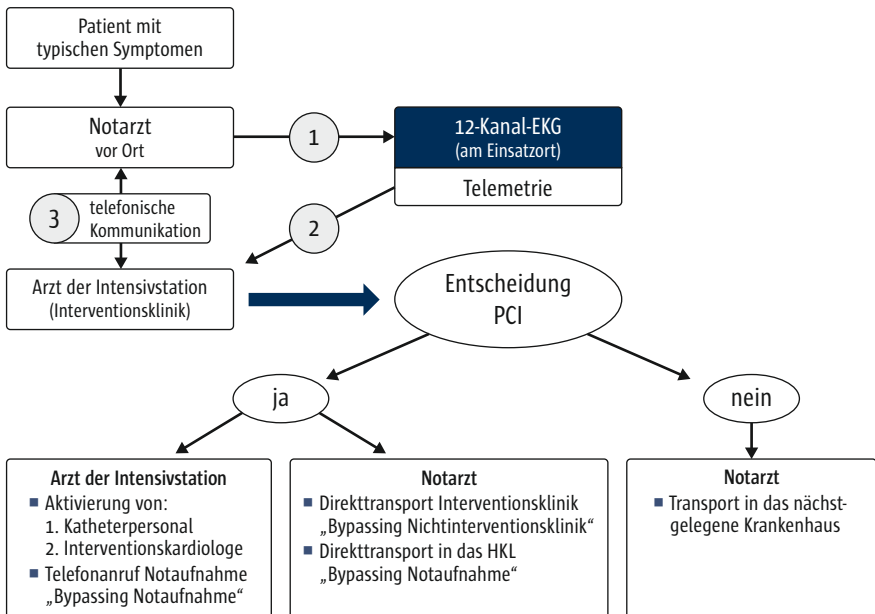 Patient mit
typischen Symptomen
Notarzt
vor Ort
1
12-Kanal-EKG
(am Einsatzort)
Telemetrie
3
telefonische
Kommunikation
2
Arzt der Intensivstation
(Interventionsklinik)
Entscheidung
PCI
ja
nein
Arzt der Intensivstation
Aktivierung von:
1. Katheterpersonal
2. Interventionskardiologe
Telefonanruf Notaufnahme
„Bypassing Notaufnahme“
Notarzt
Direkttransport Interventionsklinik
„Bypassing Nichtinterventionsklinik“
Direkttransport in das HKL
„Bypassing Notaufnahme“
Notarzt
Transport in das nächst-
gelegene Krankenhaus